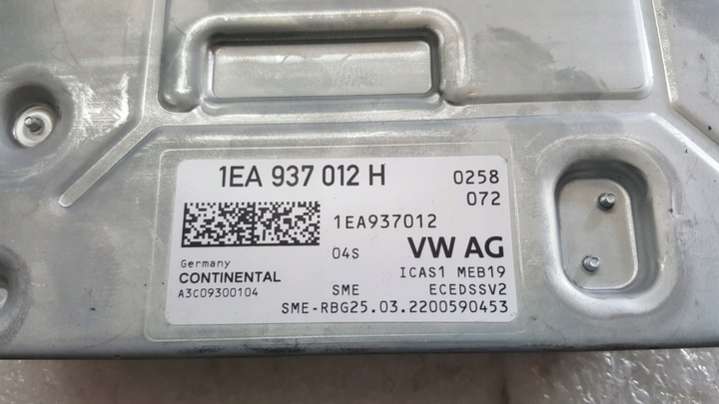 1EA 937 012 H 0258
072
1EA937012
04S VW AG
Germany ICAS1 MEB19
CONTINENTAL SME ECEDSSV2
A3C09300104
SME-RBG25.03.2200590453